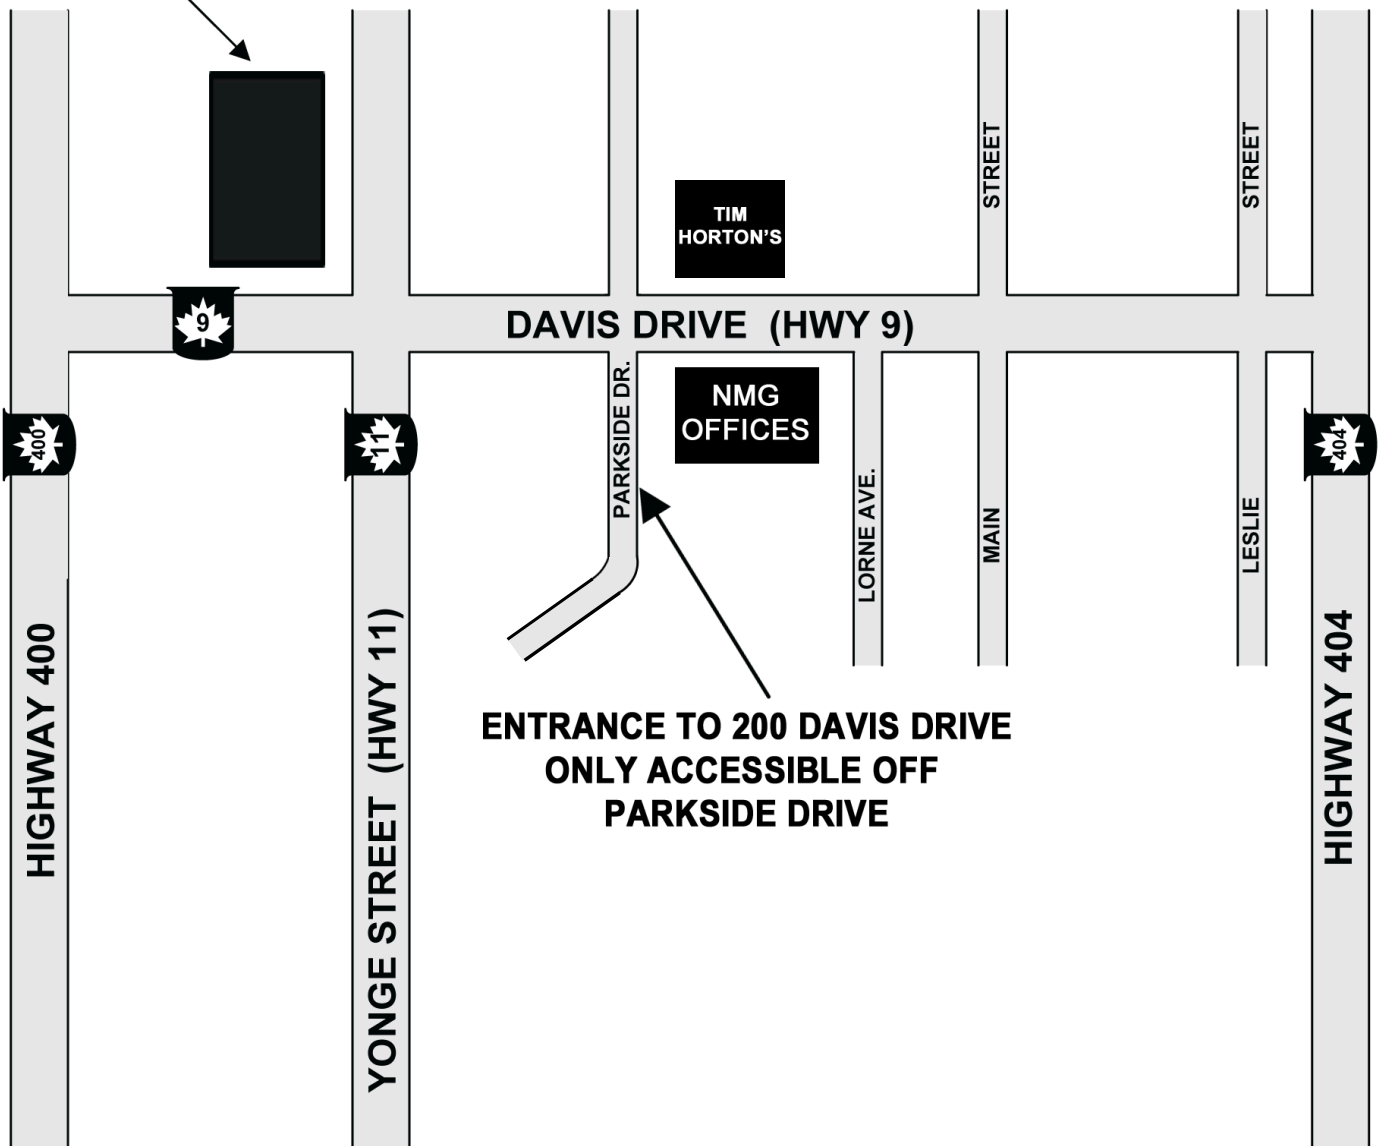 STREET
STREET
TIM
HORTON'S
9
DAVIS DRIVE (HWY 9)
PARKSIDE DR.
NMG
OFFICES
400
11
404
LORNE AVE.
MAIN
LESLIE
HIGHWAY 400
YONGE STREET (HWY 11)
HIGHWAY 404
ENTRANCE TO 200 DAVIS DRIVE
ONLY ACCESSIBLE OFF
PARKSIDE DRIVE